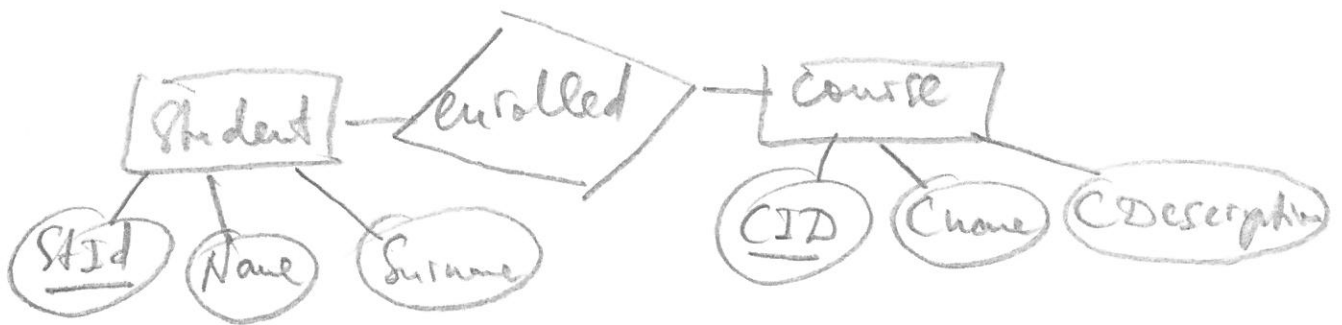 Student
enrolled
Course
StId
Name
Surname
CID
Cname
CDescription